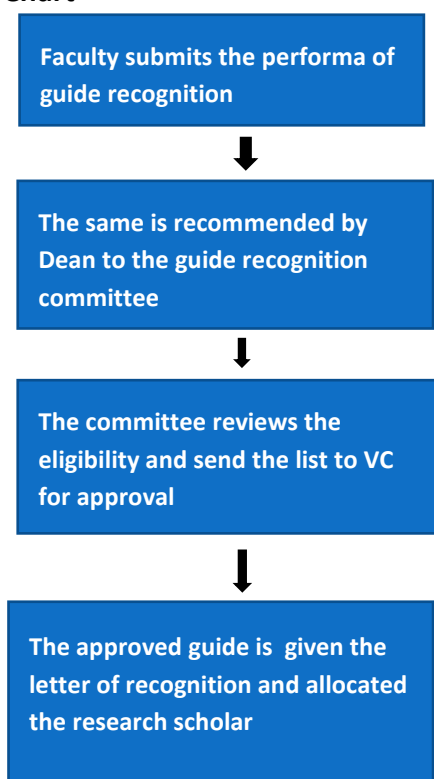 Faculty submits the performa of
guide recognition
The same is recommended by
Dean to the guide recognition
committee
The committee reviews the
eligibility and send the list to VC
for approval
The approved guide is given the
letter of recognition and allocated
the research scholar